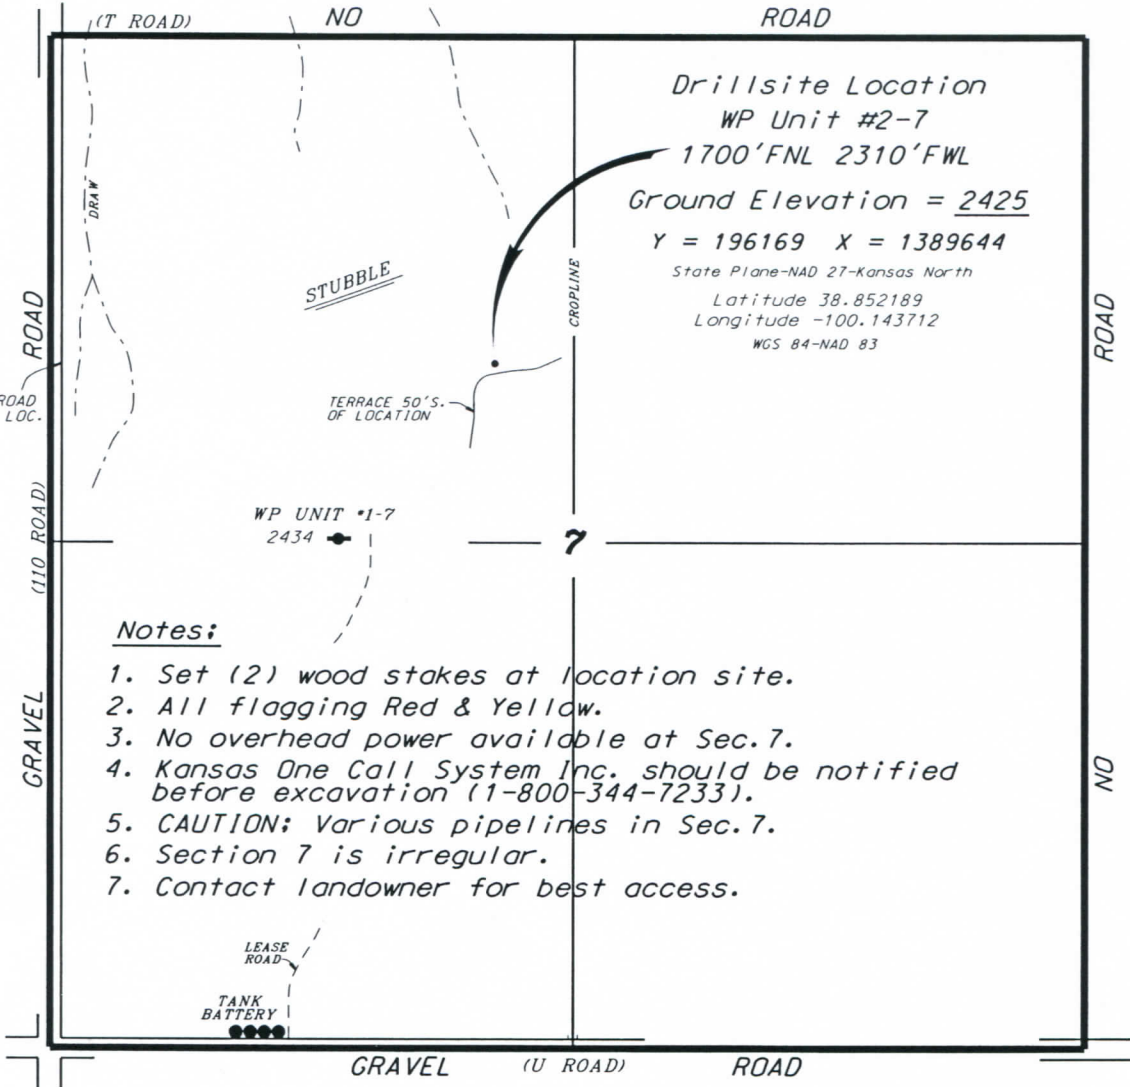 (T ROAD)
NO
ROAD
Drillsite Location
WP Unit #2-7
1700'FNL 2310'FWL
Ground Elevation = 2425
Y = 196169 X = 1389644
State Plane-NAD 27-Kansas North
Latitude 38.852189
Longitude -100.143712
WGS 84-NAD 83
DRAW
STUBBLE
CROPLINE
ROAD
ROAD
ROAD
LOC.
TERRACE 50'S.
OF LOCATION
WP UNIT #1-7
2434
7
(110 ROAD)
Notes:
1. Set (2) wood stakes at location site.
2. All flagging Red & Yellow.
3. No overhead power available at Sec. 7.
4. Kansas One Call System Inc. should be notified
before excavation (1-800-344-7233).
5. CAUTION: Various pipelines in Sec. 7.
6. Section 7 is irregular.
7. Contact landowner for best access.
GRAVEL
NO
LEASE
ROAD
TANK
BATTERY
GRAVEL
(U ROAD)
ROAD